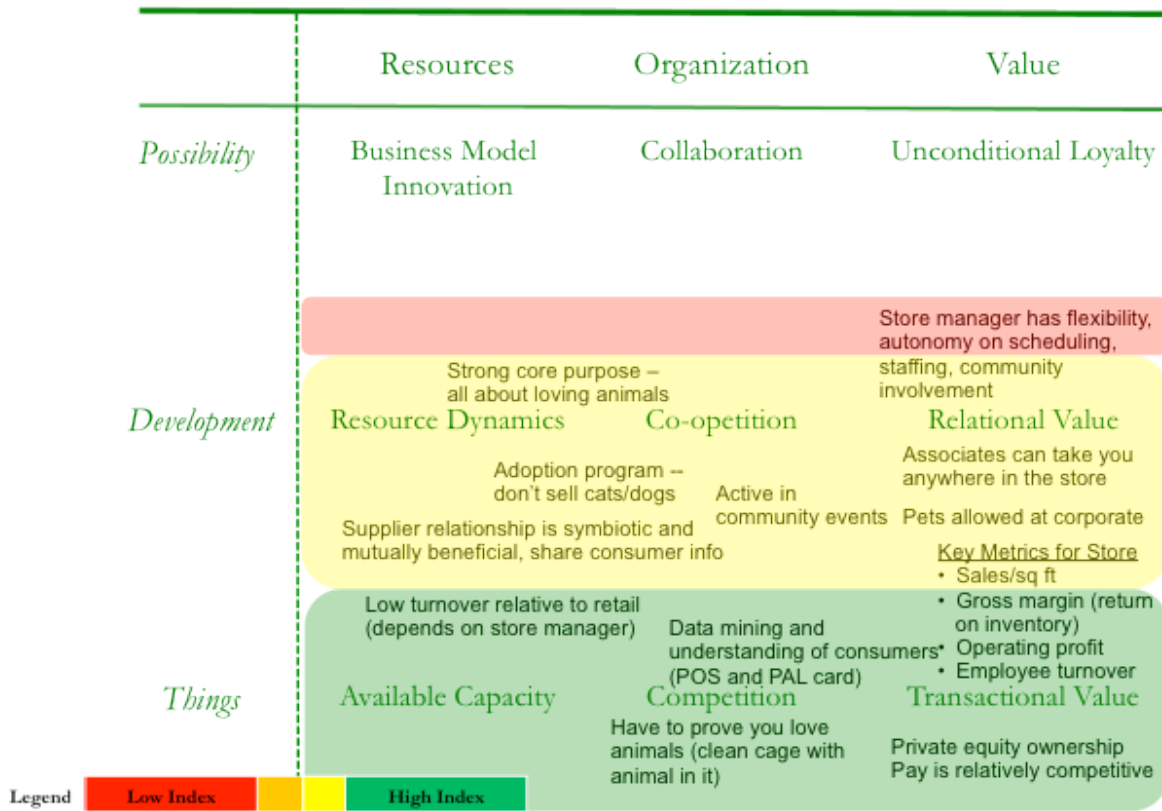 Resources
Organization
Value
Possibility
Business Model
Innovation
Collaboration
Unconditional Loyalty
Store manager has flexibility,
autonomy on scheduling,
staffing, community
involvement
Strong core purpose –
all about loving animals
Development
Resource Dynamics
Co-opetition
Relational Value
Associates can take you
anywhere in the store
Adoption program --
don't sell cats/dogs
Active in
community events
Pets allowed at corporate
Supplier relationship is symbiotic and
mutually beneficial, share consumer info
Key Metrics for Store
• Sales/sq ft
• Gross margin (return
on inventory)
• Operating profit
• Employee turnover
Low turnover relative to retail
(depends on store manager)
Data mining and
understanding of consumers
(POS and PAL card)
Things
Available Capacity
Competition
Transactional Value
Have to prove you love
animals (clean cage with
animal in it)
Private equity ownership
Pay is relatively competitive
Legend
Low Index
High Index